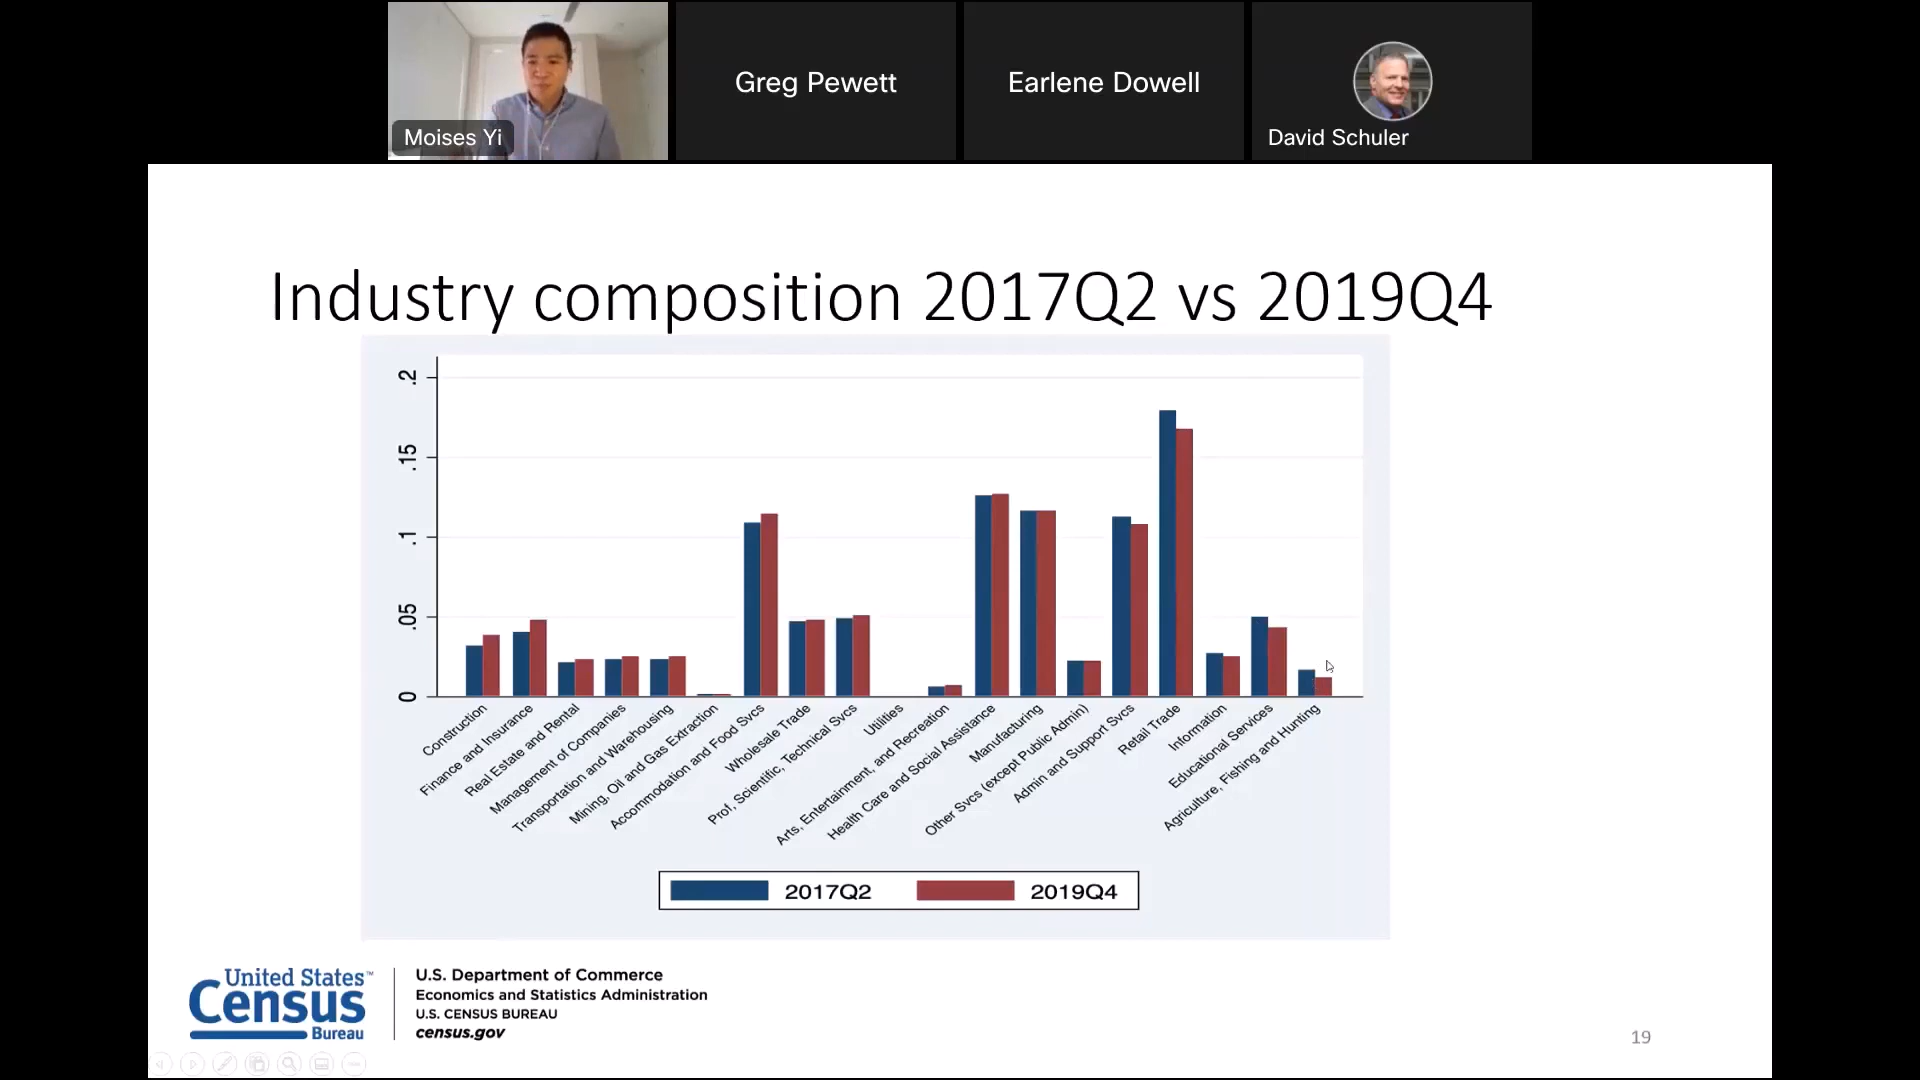 Moises Yi
Greg Pewett
Earlene Dowell
David Schuler
Industry composition 2017Q2 vs 2019Q4
.2
.15
.1
.05
0
Construction
Finance and Insurance
Real Estate and Rental
Management of Companies
Transportation and Warehousing
Mining, Oil and Gas Extraction
Accommodation and Food Svcs
Wholesale Trade
Prof, Scientific, Technical Svcs
Utilities
Arts, Entertainment, and Recreation
Health Care and Social Assistance
Manufacturing
Other Svcs (except Public Admin)
Admin and Support Svcs
Retail Trade
Information
Educational Services
Agriculture, Fishing and Hunting
2017Q2
2019Q4
United States™
Census
Bureau
U.S. Department of Commerce
Economics and Statistics Administration
U.S. CENSUS BUREAU
census.gov
19